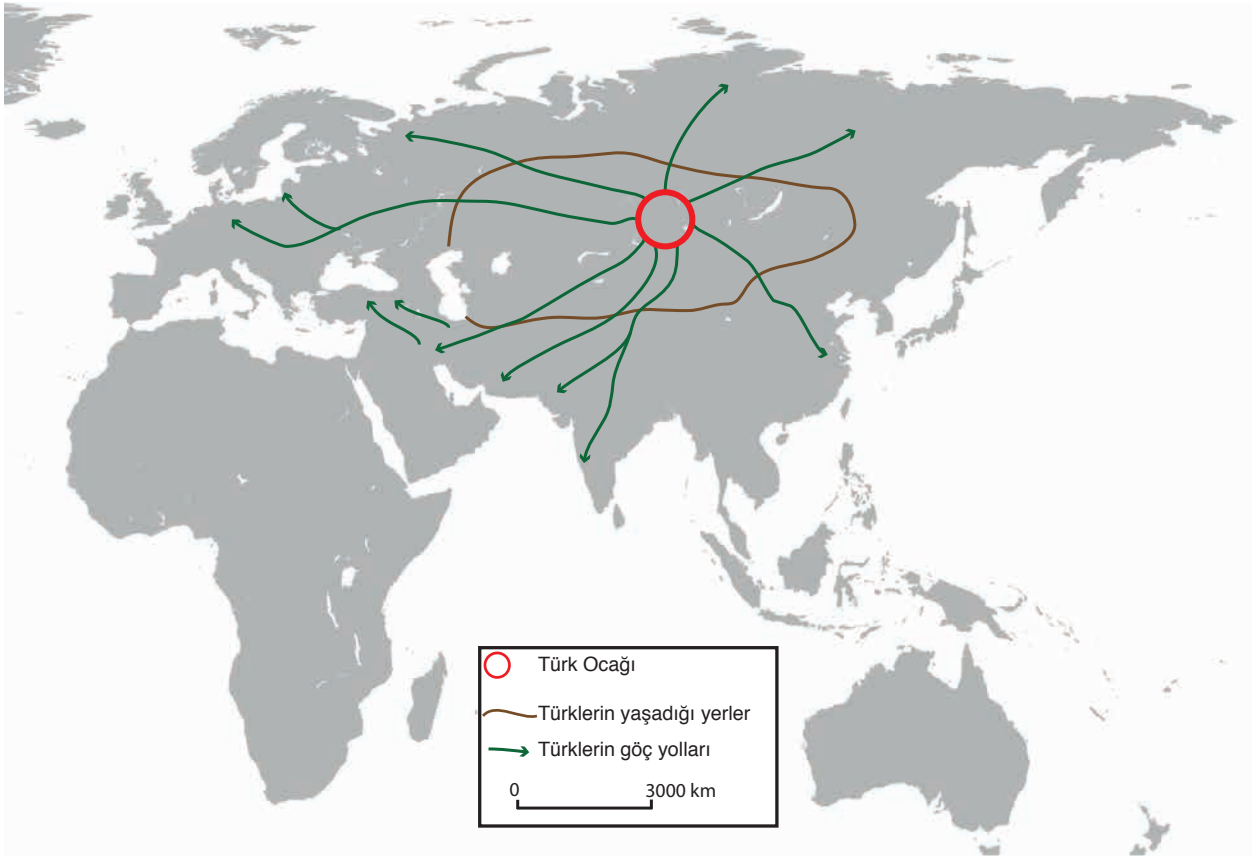 Türk Ocağı
Türklerin yaşadığı yerler
Türklerin göç yolları
0 3000 km